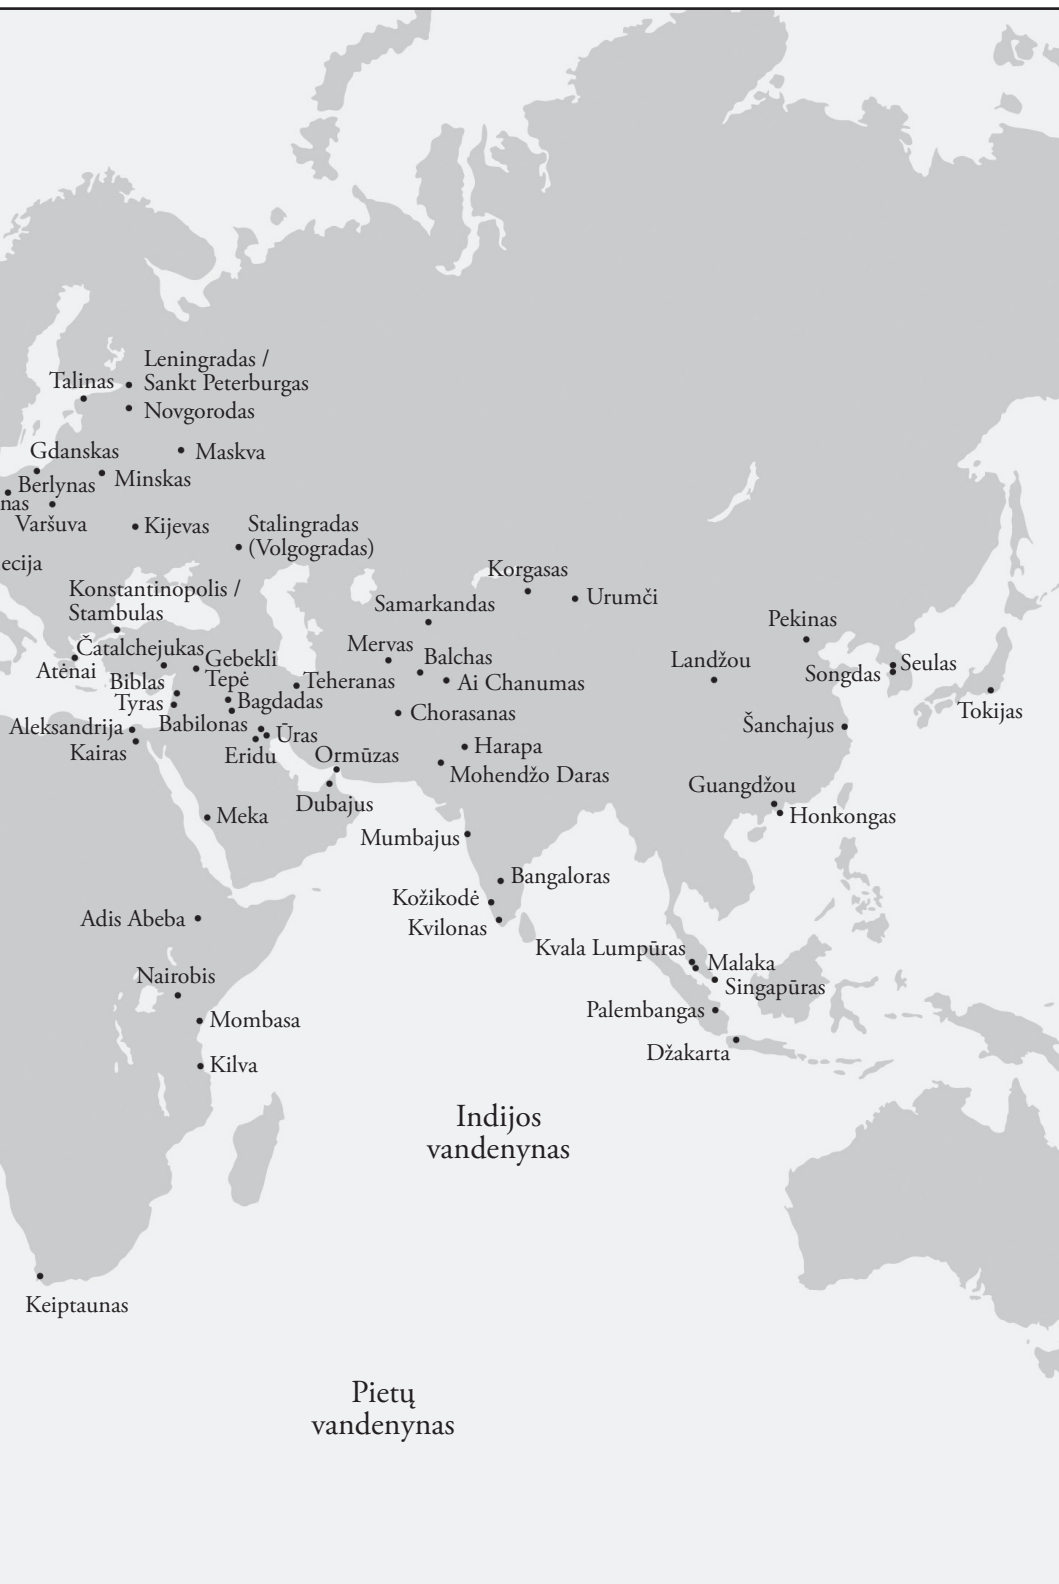 Leningradas /
Sankt Peterburgas
Talinas
Novgorodas
Gdanskas
Maskva
Berlynas
Minskas
nas
Varšuva
Kijevas
Stalingradas
(Volgogradas)
ecija
Korgasas
Konstantinopolis /
Stambulas
Samarkandas
Urumči
Pekinas
Čatalchejukas
Mervas
Balchas
Gebekli
Tepė
Atėnai
Landžou
Seulas
Songdas
Biblas
Teheranas
Ai Chanumas
Tyras
Bagdadas
Chorasanas
Tokijas
Aleksandrija
Babilonas
Ūras
Šanchajus
Kairas
Eridu
Ormūzas
Harapa
Mohendžo Daras
Guangdžou
Dubajus
Meka
Honkongas
Mumbajus
Bangaloras
Kožikodė
Adis Abeba
Kvilonas
Kvala Lumpūras
Malaka
Nairobis
Singapūras
Palembangas
Mombasa
Džakarta
Kilva
Indijos
vandenynas
Keiptaunas
Pietų
vandenynas